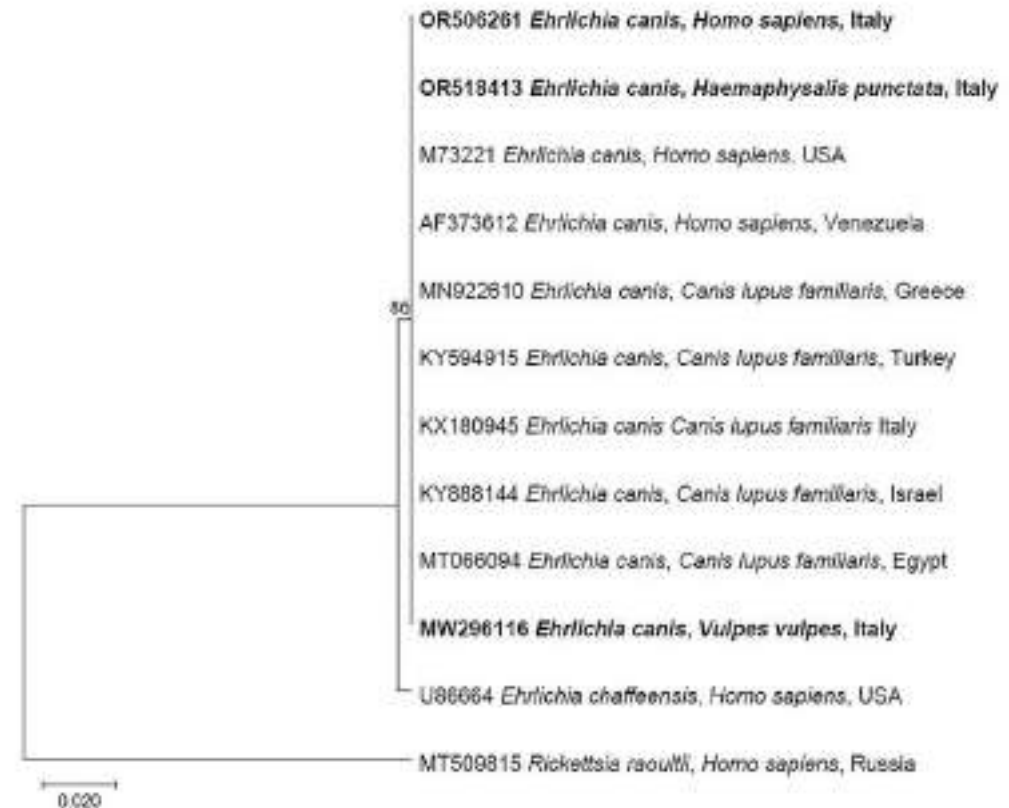 OR506261 Ehrlichia canis, Homo sapiens, Italy
OR518413 Ehrlichia canis, Haemaphysalis punctata, Italy
M73221 Ehrlichia canis, Homo sapiens. USA
AF373612 Ehrlichia canis, Homo sapiens, Venezuela
MN922610 Ehrlichia canis, Canis lupus familiaris, Greece
80
KY594915 Ehrlichia canis, Canis lupus familiaris, Turkey
KX180945 Ehrlichia canis Canis lupus familiaris Italy
KY888144 Ehrlichia canis, Canis lupus familiaris, Israel
MT066094 Ehrlichia canis, Canis lupus familiaris, Egypt
MW296116 Ehrlichia canis, Vulpes vulpes, Italy
U86664 Ehrlichia chaffeensis, Homo sapiens, USA
MT509815 Rickettsia raoultii, Homo sapiens, Russia
0.020